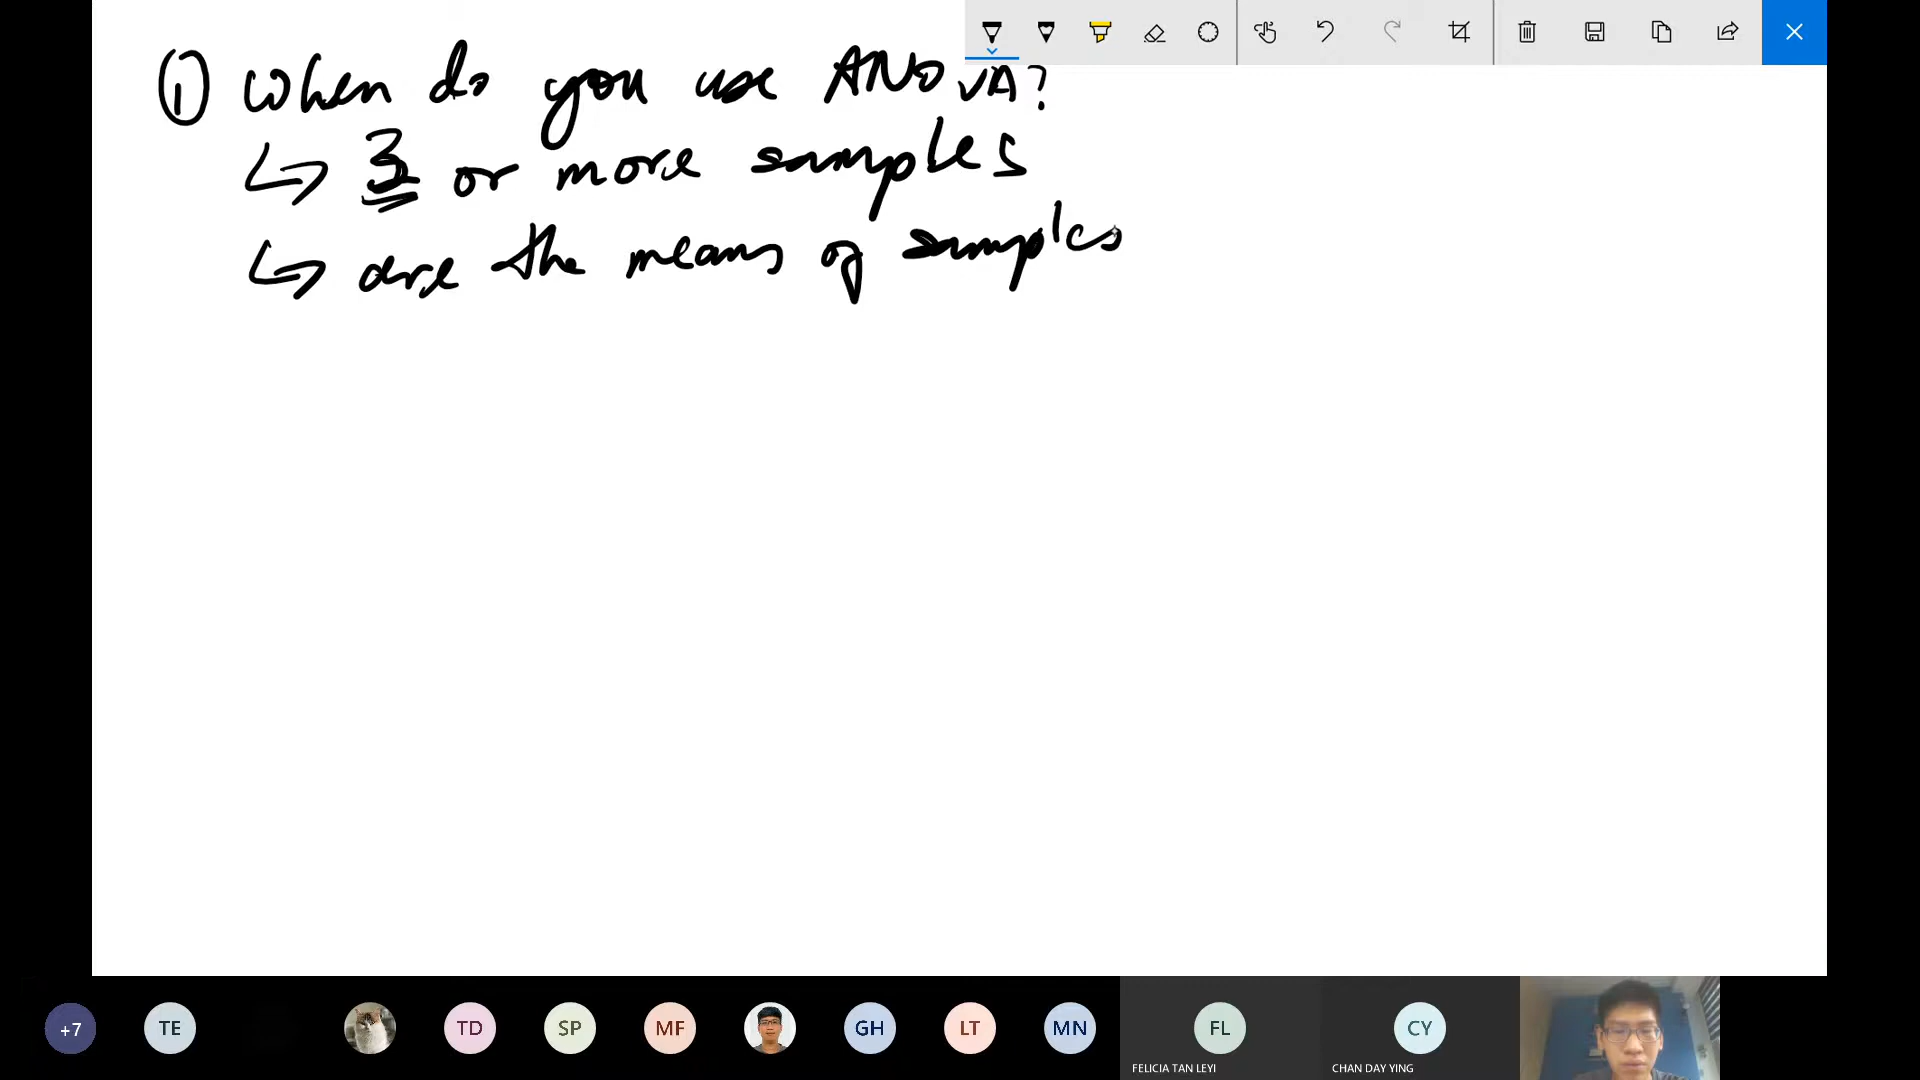 ① When do you use ANOVA?
↳ 3 or more samples
↳ are the means of samples
+7
TE
TD
SP
MF
GH
LT
MN
FL
CY
FELICIA TAN LEYI
CHAN DAY YING